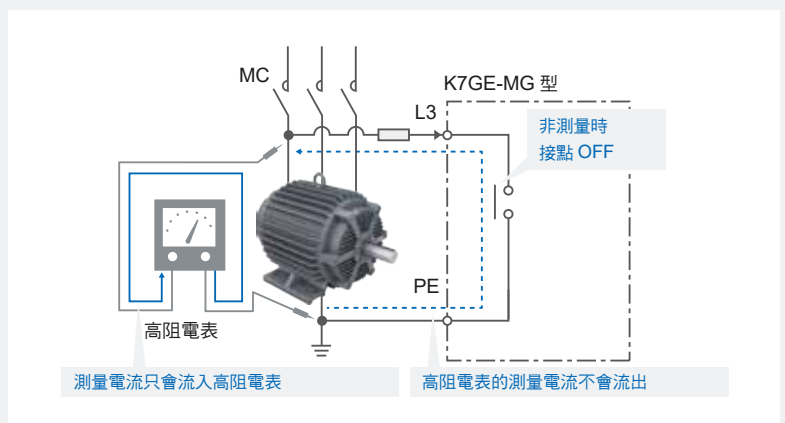 MC
K7GE-MG 型
L3
非測量時
接點 OFF
PE
高阻電表
測量電流只會流入高阻電表
高阻電表的測量電流不會流出